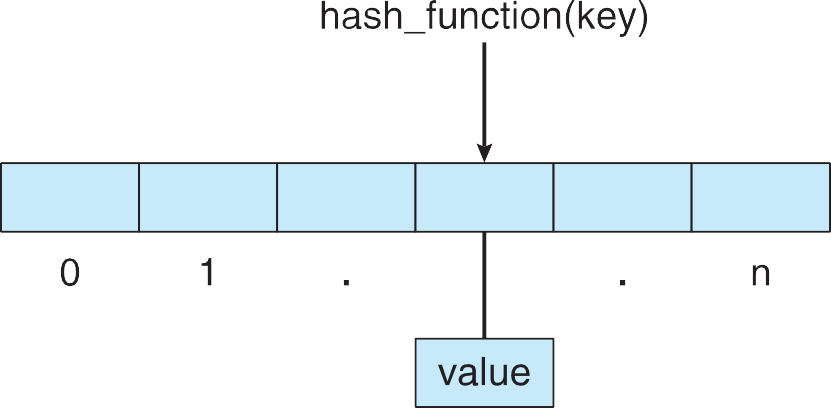 hash_function(key)
0 1 . . n
value